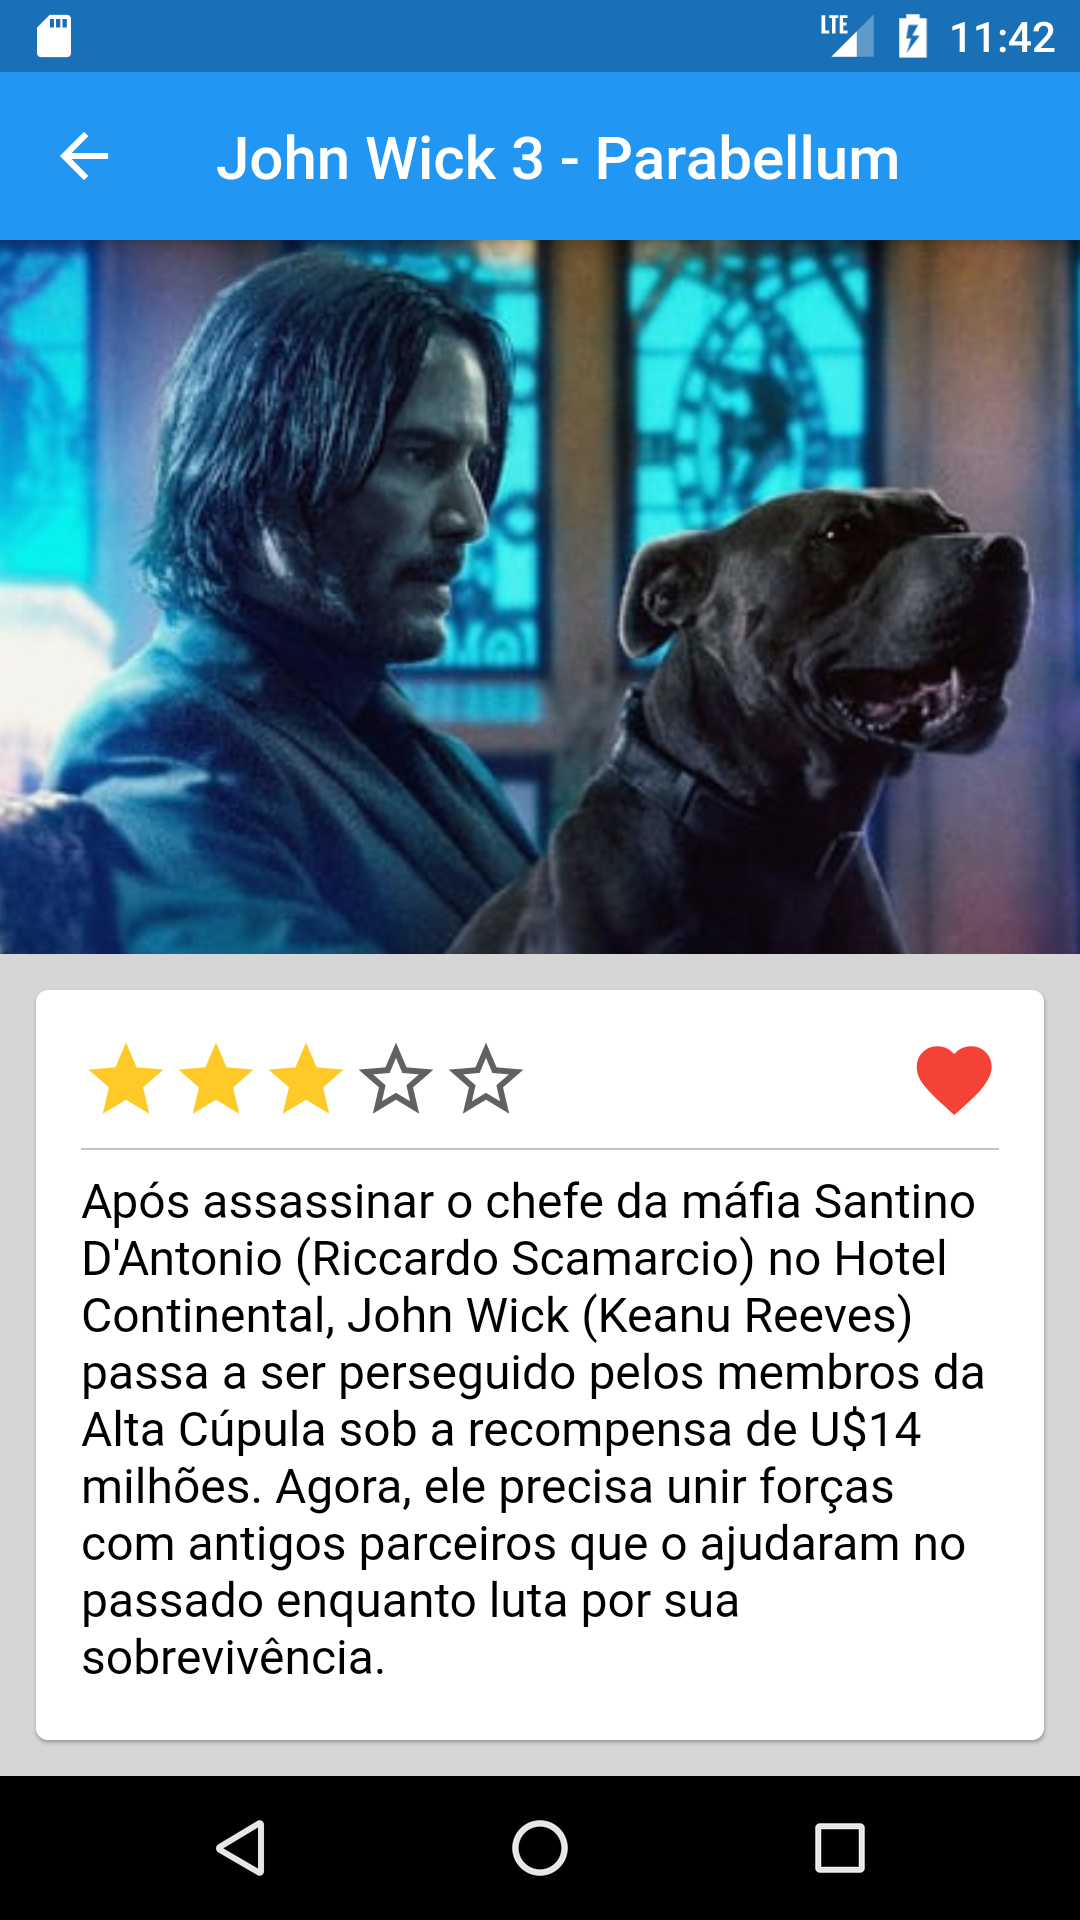 LTE 11:42
John Wick 3 - Parabellum
Após assassinar o chefe da máfia Santino
D'Antonio (Riccardo Scamarcio) no Hotel
Continental, John Wick (Keanu Reeves)
passa a ser perseguido pelos membros da
Alta Cúpula sob a recompensa de U$14
milhões. Agora, ele precisa unir forças
com antigos parceiros que o ajudaram no
passado enquanto luta por sua
sobrevivência.